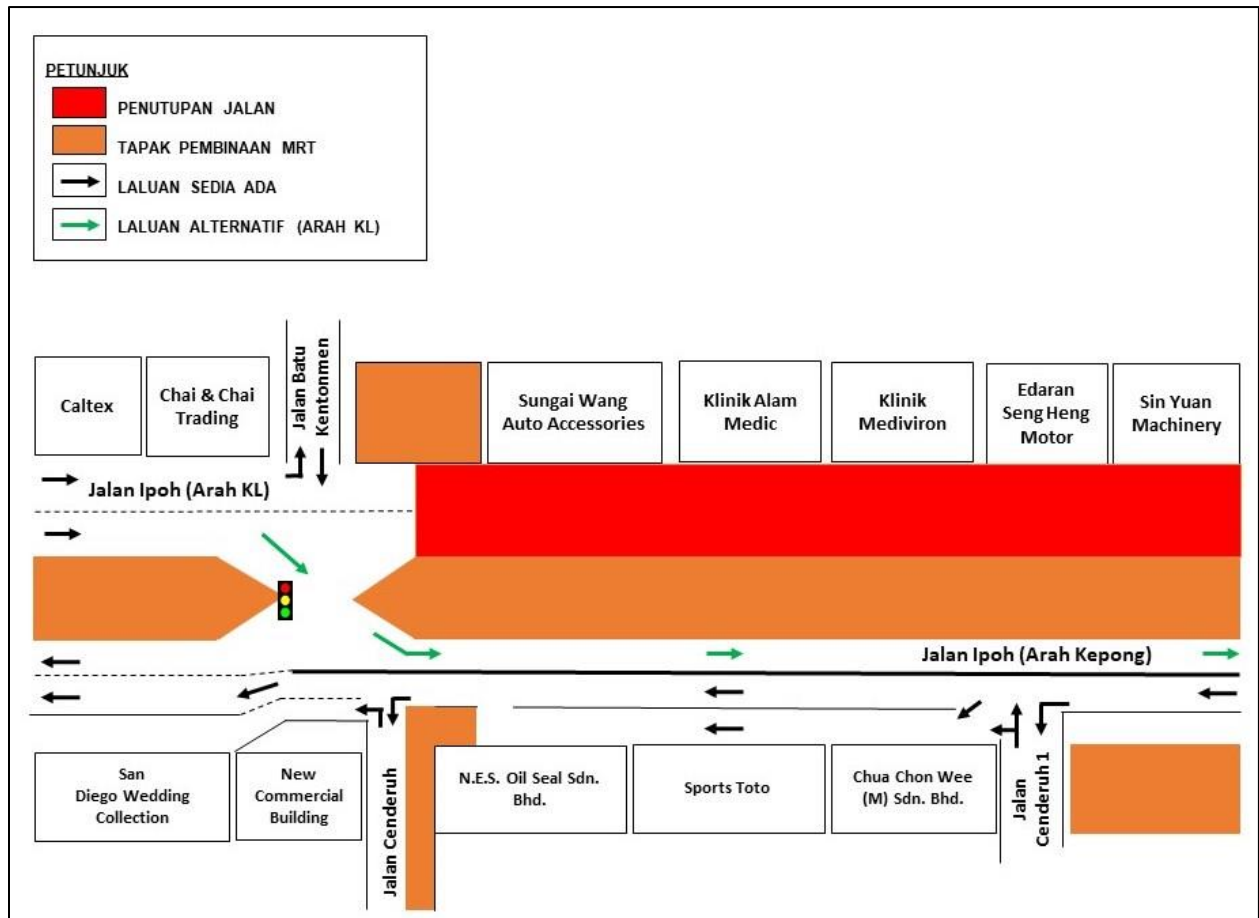 PETUNJUK
PENUTUPAN JALAN
TAPAK PEMBINAAN MRT
LALUAN SEDIA ADA
LALUAN ALTERNATIF (ARAH KL)
Caltex
Chai & Chai
Trading
Jalan Batu
Kentonmen
Sungai Wang
Auto Accessories
Klinik Alam
Medic
Klinik
Mediviron
Edaran
Seng Heng
Motor
Sin Yuan
Machinery
Jalan Ipoh (Arah KL)
Jalan Ipoh (Arah Kepong)
San
Diego Wedding
Collection
New
Commercial
Building
Jalan Cenderuh
N.E.S. Oil Seal Sdn.
Bhd.
Sports Toto
Chua Chon Wee
(M) Sdn. Bhd.
Jalan
Cenderuh 1